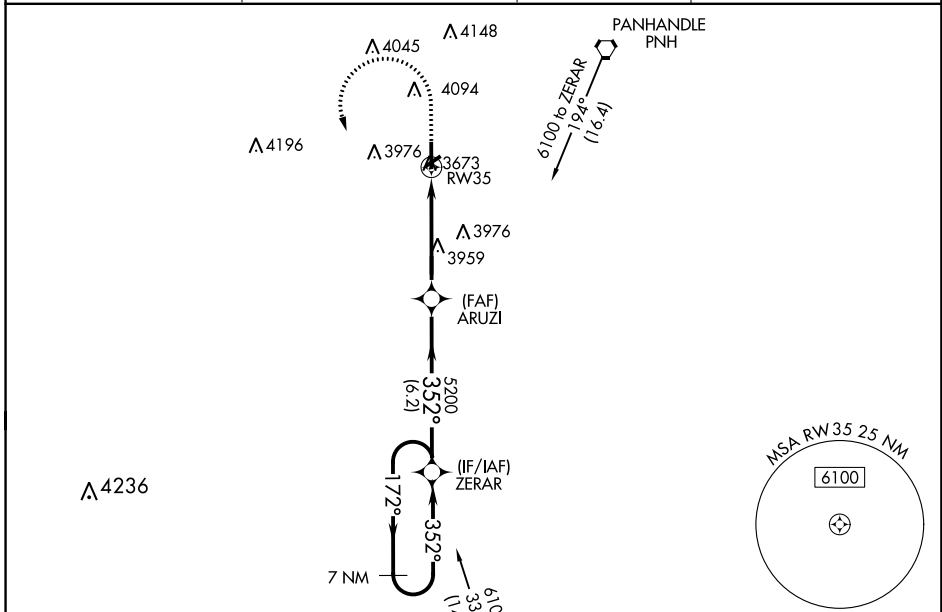 4148
PANHANDLE
PNH
4045
4094
6100 to ZERAR
194°
(16.4)
4196
3976
3673
RW35
3976
3959
(FAF)
ARUZI
5200
352°
(6.2)
MSA RW35 25 NM
6100
(IF/IAF)
ZERAR
4236
172°
352°
7 NM